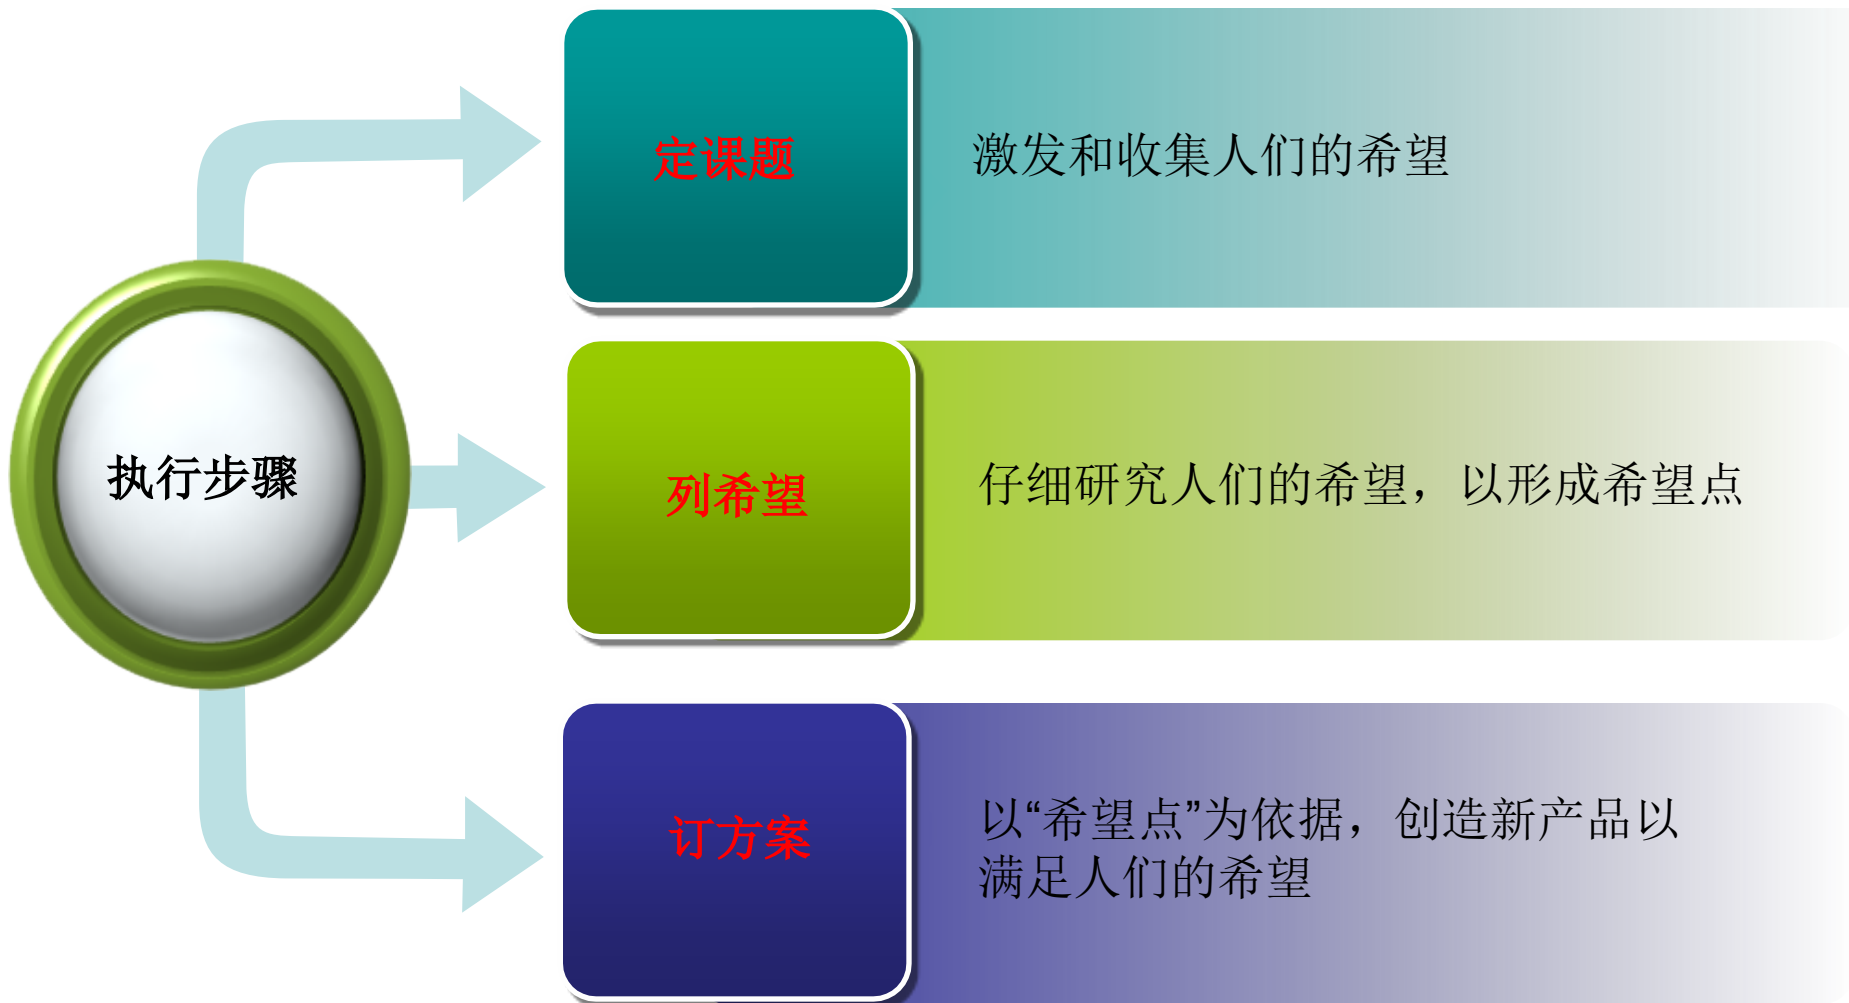 执行步骤
定课题
激发和收集人们的希望
列希望
仔细研究人们的希望，以形成希望点
订方案
以“希望点”为依据，创造新产品以
满足人们的希望